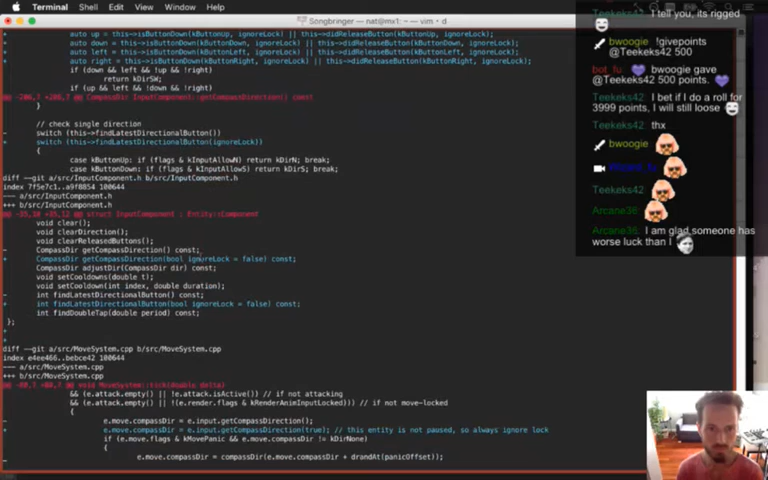 Terminal Shell Edit View Window Help
Songbringer — nat@mx1: ~ — vim ‹ d
+ auto up = this->isButtonDown(kButtonUp, ignoreLock) || this->didReleaseButton(kButtonUp, ignoreLock);
+ auto down = this->isButtonDown(kButtonDown, ignoreLock) || this->didReleaseButton(kButtonDown, ignoreLock);
+ auto left = this->isButtonDown(kButtonLeft, ignoreLock) || this->didReleaseButton(kButtonLeft, ignoreLock);
+ auto right = this->isButtonDown(kButtonRight, ignoreLock) || this->didReleaseButton(kButtonRight, ignoreLock);
if (down && left && !up && !right)
return kDirSW;
if (up && left && !down && !right)
CompassDir InputComponent::getCompassDirection() const
}
// check single direction
- switch (this->findLatestDirectionalButton())
+ switch (this->findLatestDirectionalButton(ignoreLock))
{
case kButtonUp: if (flags & kInputAllowN) return kDirN; break;
case kButtonDown: if (flags & kInputAllowS) return kDirS; break;
diff --git a/src/InputComponent.h b/src/InputComponent.h
index 7f5e7c1..a9f8854 100644
--- a/src/InputComponent.h
+++ b/src/InputComponent.h
@@ -35,10 +35,12 @@ struct InputComponent : Entity::Component
void clear();
void clearDirection();
void clearReleasedButtons();
- CompassDir getCompassDirection() const;
+ CompassDir getCompassDirection(bool ignoreLock = false) const;
CompassDir adjustDir(CompassDir dir) const;
void setCooldowns(double t);
void setCooldown(int index, double duration);
- int findLatestDirectionalButton() const;
+ int findLatestDirectionalButton(bool ignoreLock = false) const;
int findDoubleTap(double period) const;
};
+
+
diff --git a/src/MoveSystem.cpp b/src/MoveSystem.cpp
index e4ee466..bebce42 100644
--- a/src/MoveSystem.cpp
+++ b/src/MoveSystem.cpp
@@ -80,7 +80,7 @@ void MoveSystem::tick(double delta)
&& (e.attack.empty() || !e.attack.isActive()) // if not attacking
&& (e.attack.empty() || !(e.render.flags & kRenderAnimInputLocked))) // if not move-locked
{
- e.move.compassDir = e.input.getCompassDirection();
+ e.move.compassDir = e.input.getCompassDirection(true); // this entity is not paused, so always ignore lock
if (e.move.flags & kMovePanic && e.move.compassDir != kDirNone)
{
e.move.compassDir = compassDir(e.move.compassDir + drandAt(panicOffset));
Teekeks42 I tell you, its rigged
bwoogie !givepoints
@Teekeks42 500
bot_fu bwoogie gave
@Teekeks42 500 points.
Teekeks42 I bet if I do a roll for
3999 points, I will still loose
Teekeks42 thx
bwoogie
Teekeks42
Arcane36
Arcane36 I am glad someone has
worse luck than I